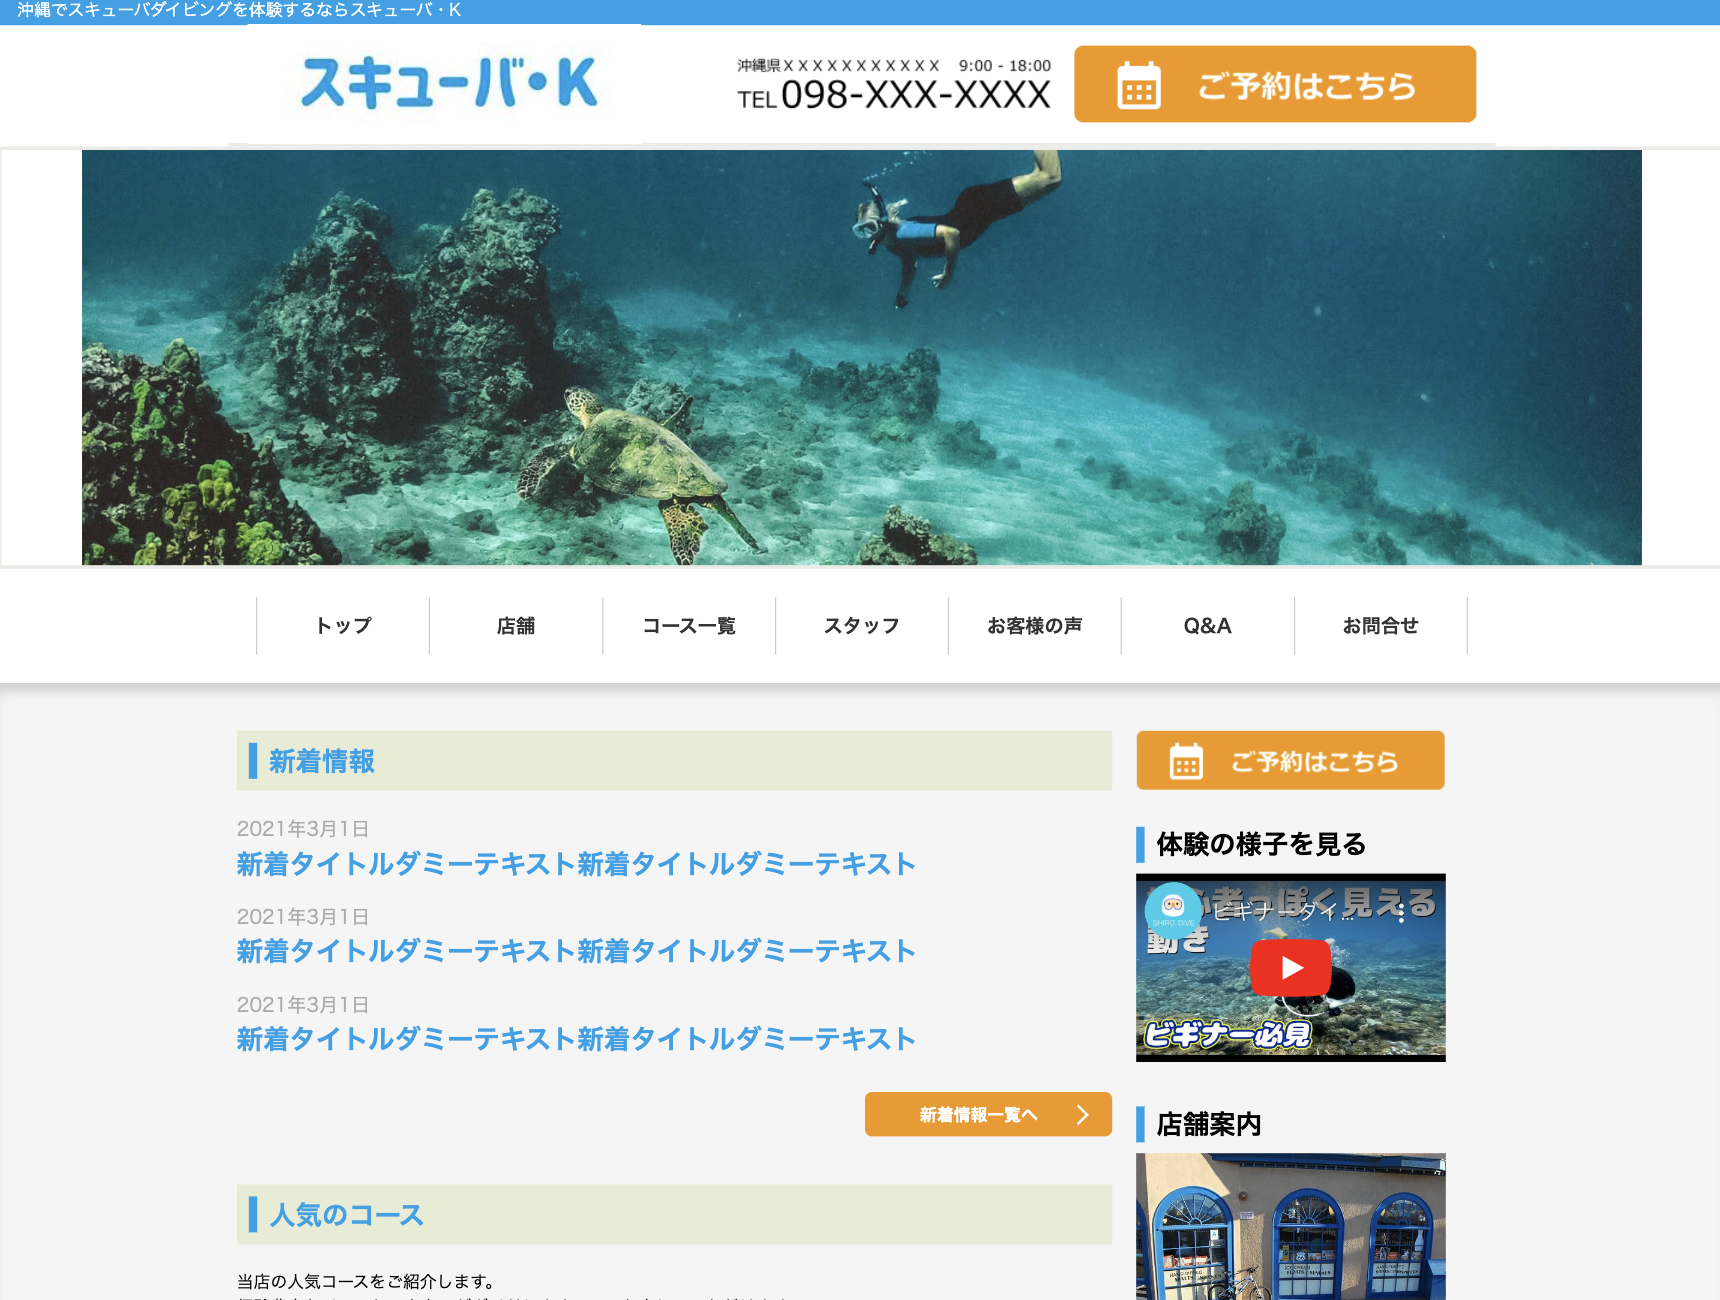 沖縄でスキューバダイビングを体験するならスキューバ・K
スキューバ・K
沖縄県XXXXXXXXXXX 9:00 - 18:00
TEL 098-XXX-XXXX
ご予約はこちら
トップ
店舗
コース一覧
スタッフ
お客様の声
Q&A
お問合せ
新着情報
2021年3月1日
新着タイトルダミーテキスト新着タイトルダミーテキスト
2021年3月1日
新着タイトルダミーテキスト新着タイトルダミーテキスト
2021年3月1日
新着タイトルダミーテキスト新着タイトルダミーテキスト
新着情報一覧へ
人気のコース
当店の人気コースをご紹介します。
ご予約はこちら
体験の様子を見る
っぽく見える
動き
SHIRO DIVE
ビギナーダイ...
ビギナー必見
店舗案内